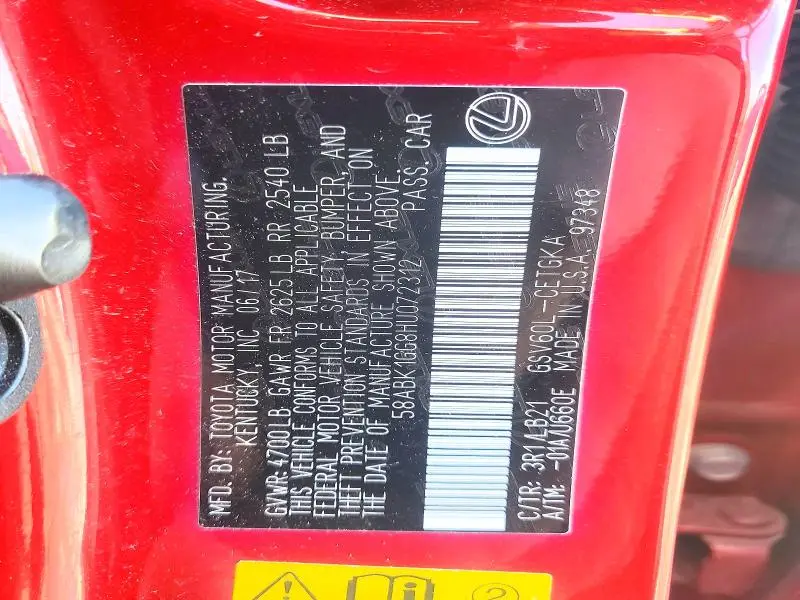 MFD. BY: TOYOTA MOTOR MANUFACTURING,
KENTUCKY, INC. 06/17
GVWR: 4700LB GAWR FR 2625LB RR 2540 LB
THIS VEHICLE CONFORMS TO ALL APPLICABLE
FEDERAL MOTOR VEHICLE SAFETY, BUMPER, AND
THEFT PREVENTION STANDARDS IN EFFECT ON
THE DATE OF MANUFACTURE SHOWN ABOVE.
58ABK1GG8HU072312 PASS. CAR
C/TR: 3R1/LB21 GSV60L-CETGKA
A/TM: -01A/U660E MADE IN U.S.A. 97348